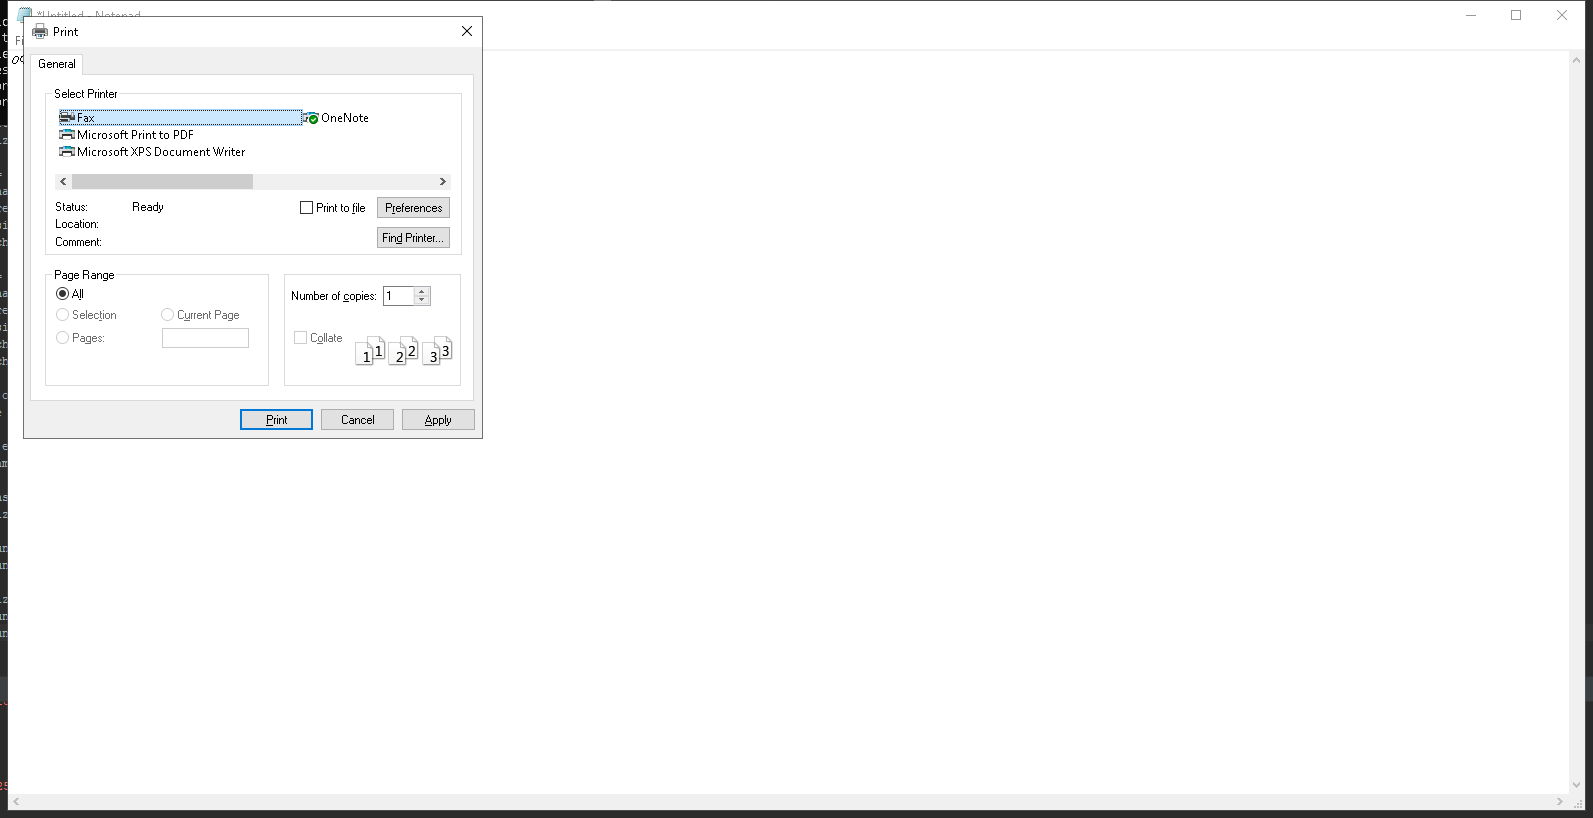 *Untitled - Notepad
Print
General
Select Printer
Fax
OneNote
Microsoft Print to PDF
Microsoft XPS Document Writer
Status: Ready
Print to file
Preferences
Location:
Comment:
Find Printer...
Page Range
All
Selection
Current Page
Pages:
Number of copies: 1
Collate
1 1 2 2 3 3
Print
Cancel
Apply